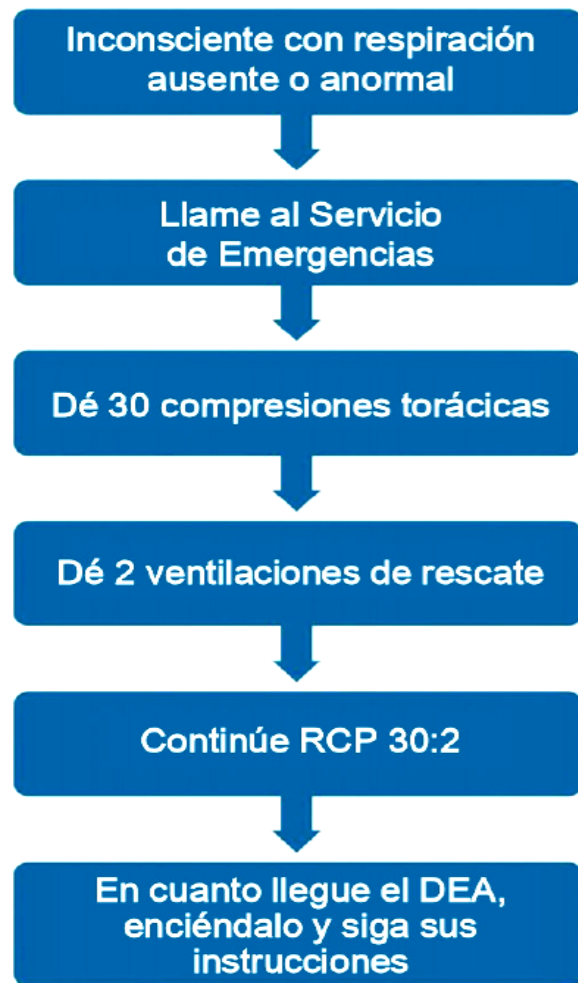 Inconsciente con respiración
ausente o anormal
Llame al Servicio
de Emergencias
Dé 30 compresiones torácicas
Dé 2 ventilaciones de rescate
Continúe RCP 30:2
En cuanto llegue el DEA,
enciéndalo y siga sus
instrucciones